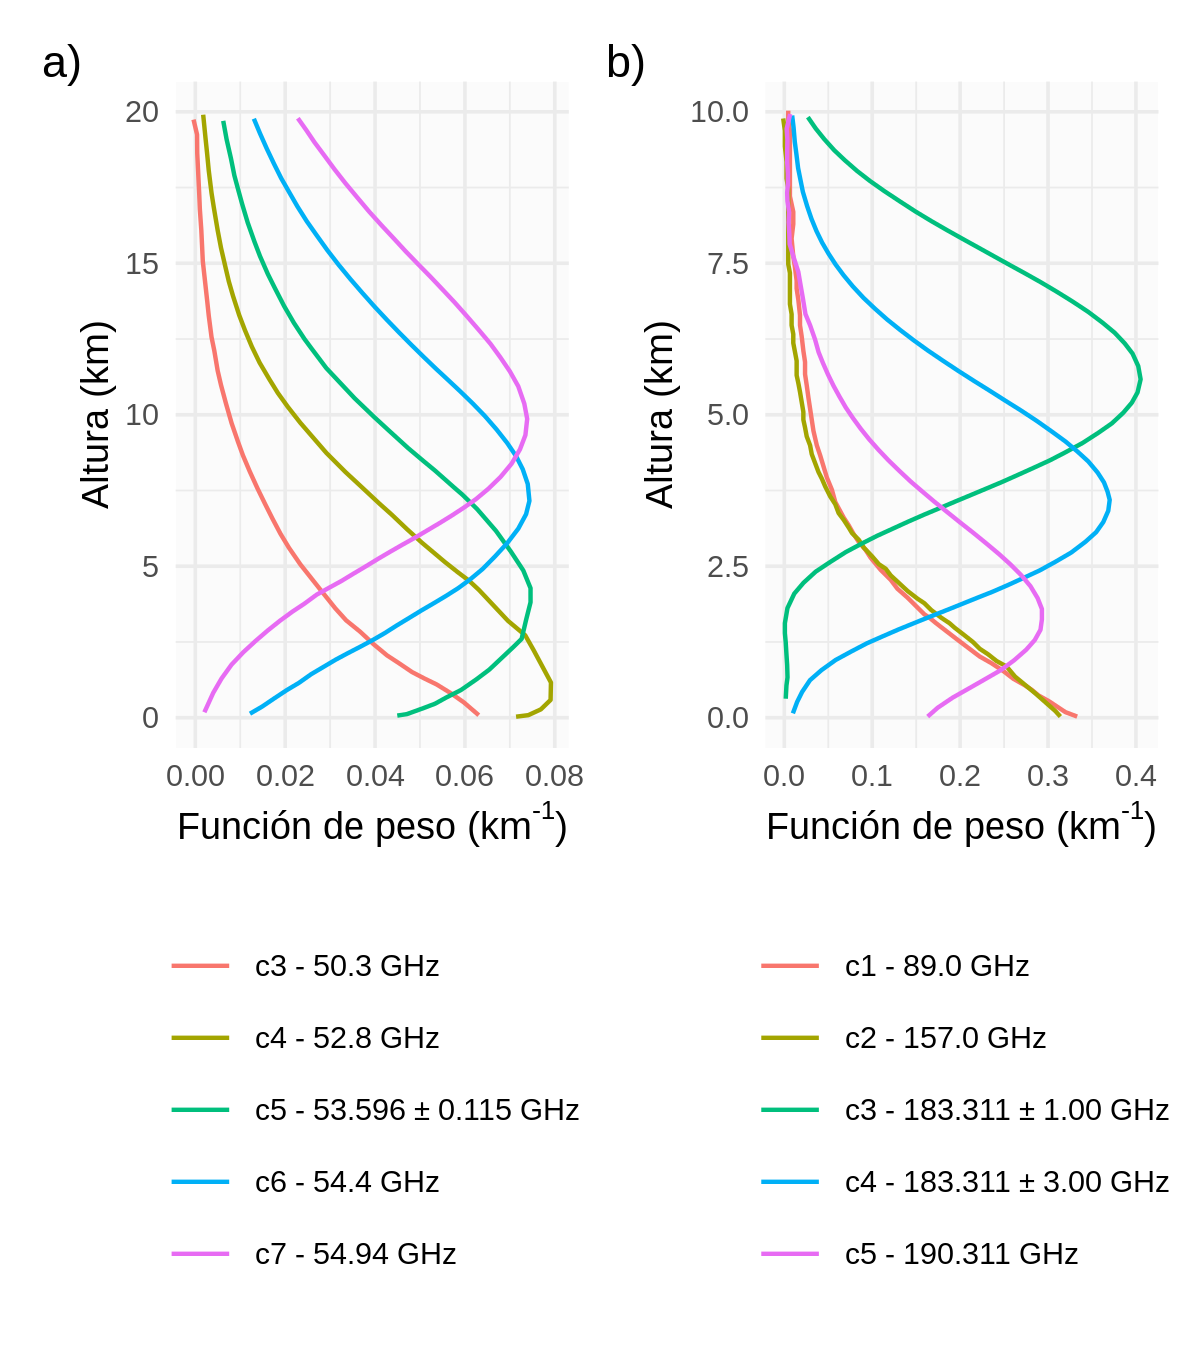 a)
20
15
10
5
0
Altura (km)
0.00 0.02 0.04 0.06 0.08
Función de peso (km⁻¹)
c3 - 50.3 GHz
c4 - 52.8 GHz
c5 - 53.596 ± 0.115 GHz
c6 - 54.4 GHz
c7 - 54.94 GHz
b)
10.0
7.5
5.0
2.5
0.0
Altura (km)
0.0 0.1 0.2 0.3 0.4
Función de peso (km⁻¹)
c1 - 89.0 GHz
c2 - 157.0 GHz
c3 - 183.311 ± 1.00 GHz
c4 - 183.311 ± 3.00 GHz
c5 - 190.311 GHz